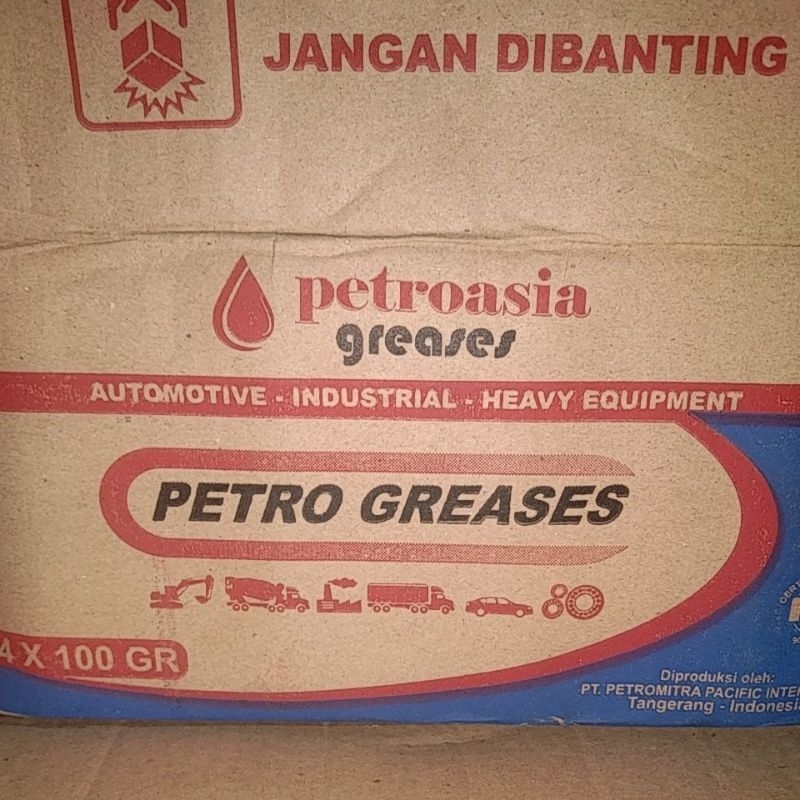 JANGAN DIBANTING
petroasia
greases
AUTOMOTIVE - INDUSTRIAL - HEAVY EQUIPMENT
PETRO GREASES
4 X 100 GR
Diproduksi oleh:
PT. PETROMITRA PACIFIC
Tangerang - Indonesia